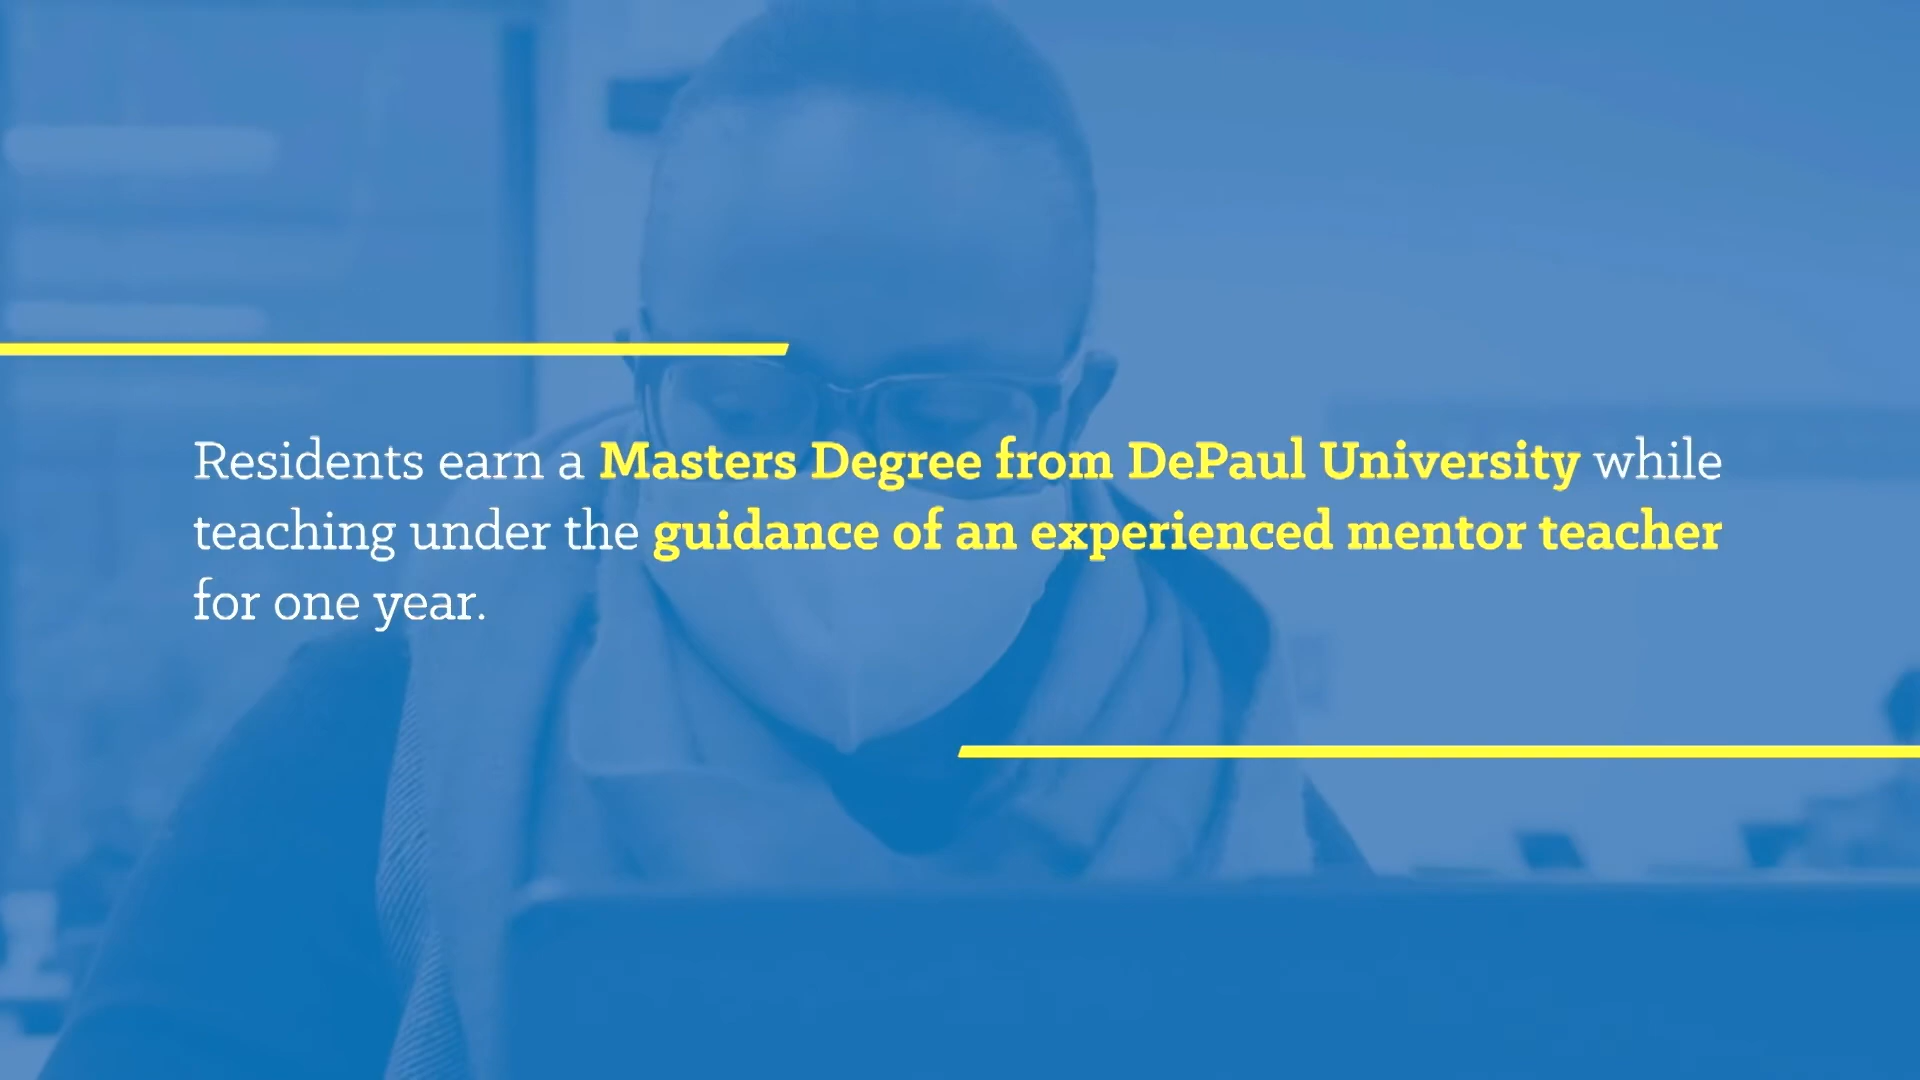 Residents earn a Masters Degree from DePaul University while
teaching under the guidance of an experienced mentor teacher
for one year.